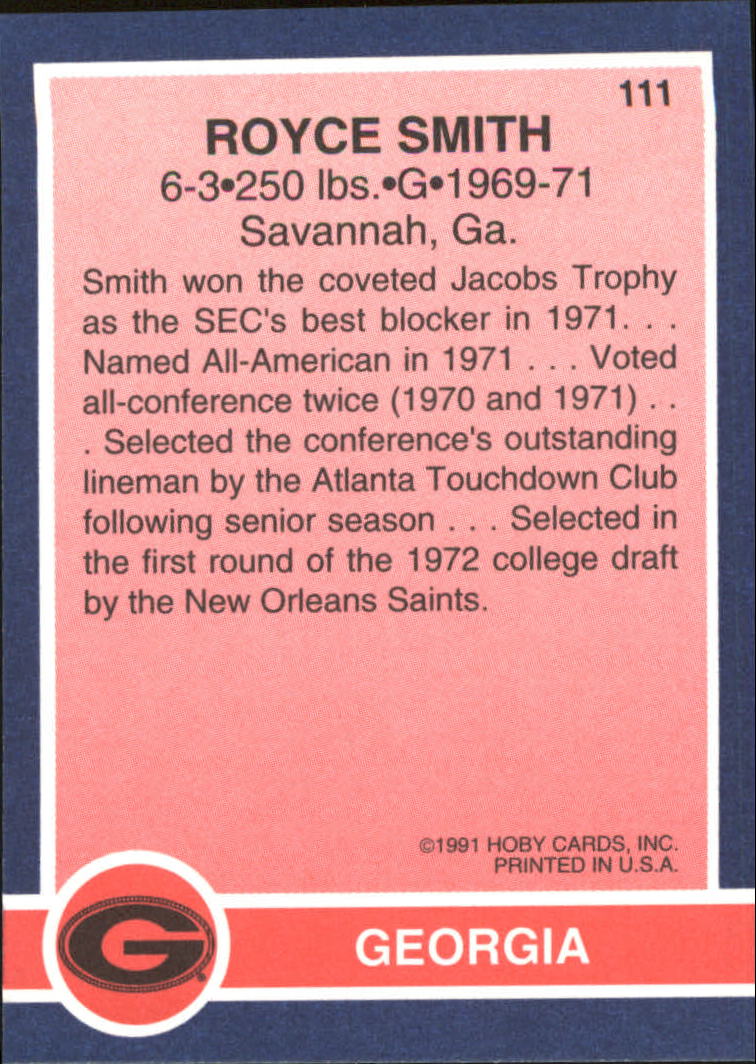 111
ROYCE SMITH
6-3•250 lbs.•G•1969-71
Savannah, Ga.
Smith won the coveted Jacobs Trophy
as the SEC's best blocker in 1971. . .
Named All-American in 1971 . . . Voted
all-conference twice (1970 and 1971) . .
. Selected the conference's outstanding
lineman by the Atlanta Touchdown Club
following senior season . . . Selected in
the first round of the 1972 college draft
by the New Orleans Saints.
©1991 HOBY CARDS, INC.
PRINTED IN U.S.A.
G®
GEORGIA